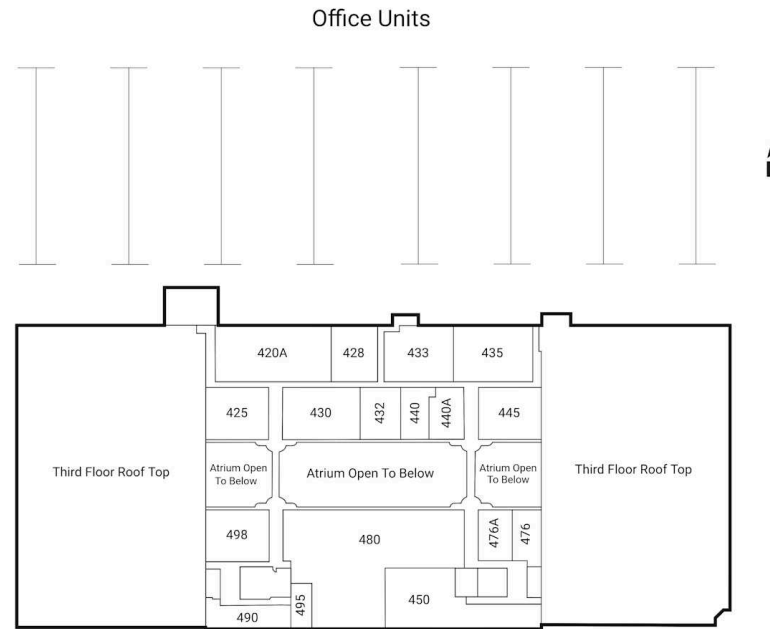 Office Units
420A
428
433
435
425
430
432
440
440A
445
Third Floor Roof Top
Atrium Open
To Below
Atrium Open To Below
Atrium Open
To Below
Third Floor Roof Top
498
480
476A
476
495
450
490